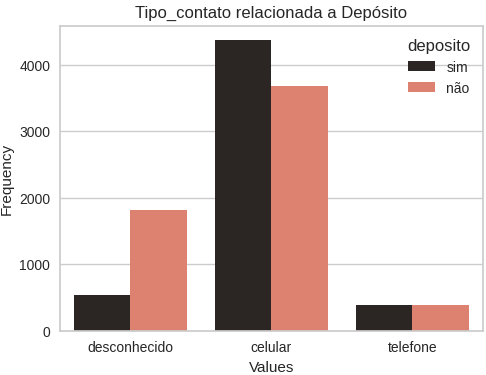 Tipo_contato relacionada a Depósito
deposito
sim
não
4000
3000
2000
1000
0
Frequency
desconhecido
celular
telefone
Values